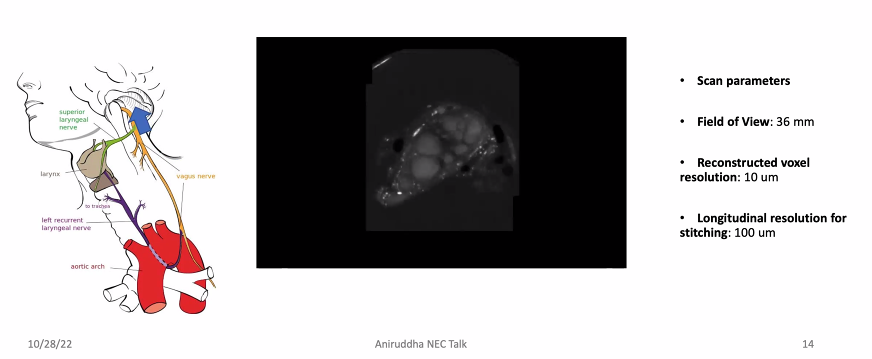 superior
laryngeal
nerve
larynx
vagus nerve
to trachea
left recurrent
laryngeal nerve
aortic arch
• Scan parameters
• Field of View: 36 mm
• Reconstructed voxel
resolution: 10 um
• Longitudinal resolution for
stitching: 100 um
10/28/22
Aniruddha NEC Talk
14